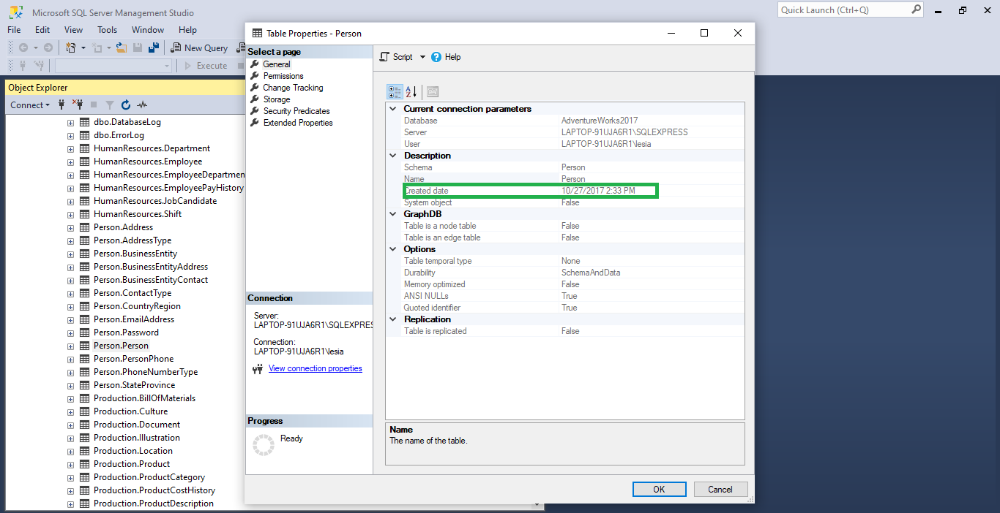 Microsoft SQL Server Management Studio
Quick Launch (Ctrl+Q)
File Edit View Tools Window Help
New Query
Execute
Object Explorer
Connect
dbo.DatabaseLog
dbo.ErrorLog
HumanResources.Department
HumanResources.Employee
HumanResources.EmployeeDepartmen
HumanResources.EmployeePayHistory
HumanResources.JobCandidate
HumanResources.Shift
Person.Address
Person.AddressType
Person.BusinessEntity
Person.BusinessEntityAddress
Person.BusinessEntityContact
Person.ContactType
Person.CountryRegion
Person.EmailAddress
Person.Password
Person.Person
Person.PersonPhone
Person.PhoneNumberType
Person.StateProvince
Production.BillOfMaterials
Production.Culture
Production.Document
Production.Illustration
Production.Location
Production.Product
Production.ProductCategory
Production.ProductCostHistory
Production.ProductDescription
Table Properties - Person
Select a page
General
Permissions
Change Tracking
Storage
Security Predicates
Extended Properties
Connection
Server:
LAPTOP-91UJA6R1\SQLEXPRES
Connection:
LAPTOP-91UJA6R1\lesia
View connection properties
Progress
Ready
Script Help
Current connection parameters
Database AdventureWorks2017
Server LAPTOP-91UJA6R1\SQLEXPRESS
User LAPTOP-91UJA6R1\lesia
Description
Schema Person
Name Person
Created date 10/27/2017 2:33 PM
System object False
GraphDB
Table is a node table False
Table is an edge table False
Options
Table temporal type None
Durability SchemaAndData
Memory optimized False
ANSI NULLs True
Quoted identifier True
Replication
Table is replicated False
Name
The name of the table.
OK Cancel